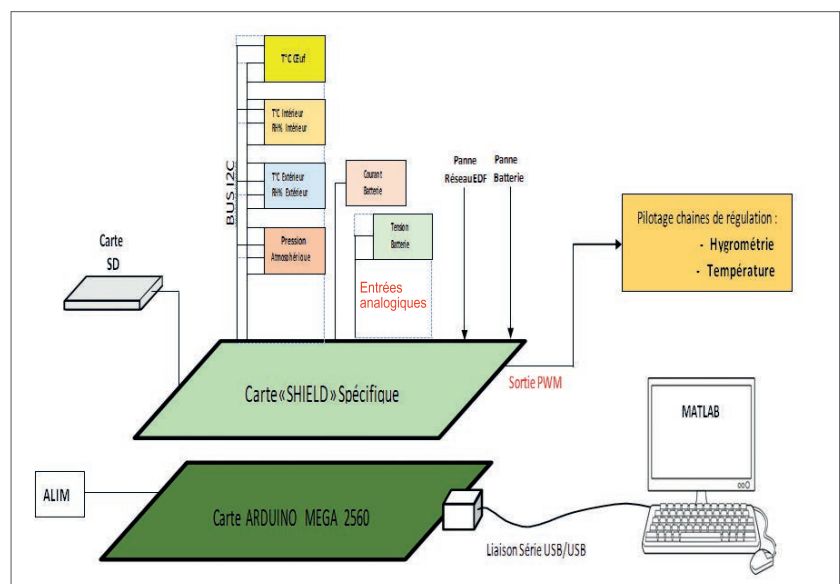 T°C Œuf
T°C Intérieur
RH% Intérieur
BUS I2C
T°C Extérieur
RH% Extérieur
Pression
Atmosphérique
Courant
Batterie
Tension
Batterie
Entrées
analogiques
Panne
Réseau EDF
Panne
Batterie
Pilotage chaines de régulation :
- Hygrométrie
- Température
Carte
SD
Carte «SHIELD» Spécifique
Sortie PWM
MATLAB
ALIM
Carte ARDUINO MEGA 2560
Liaison Série USB/USB